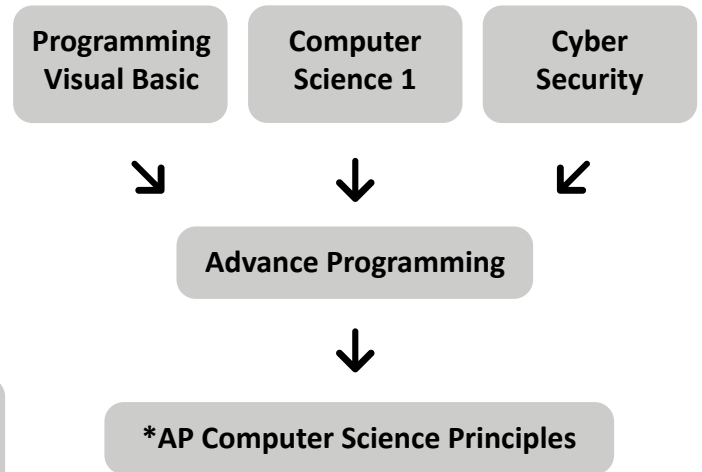 Programming
Visual Basic
Computer
Science 1
Cyber
Security
Advance Programming
*AP Computer Science Principles